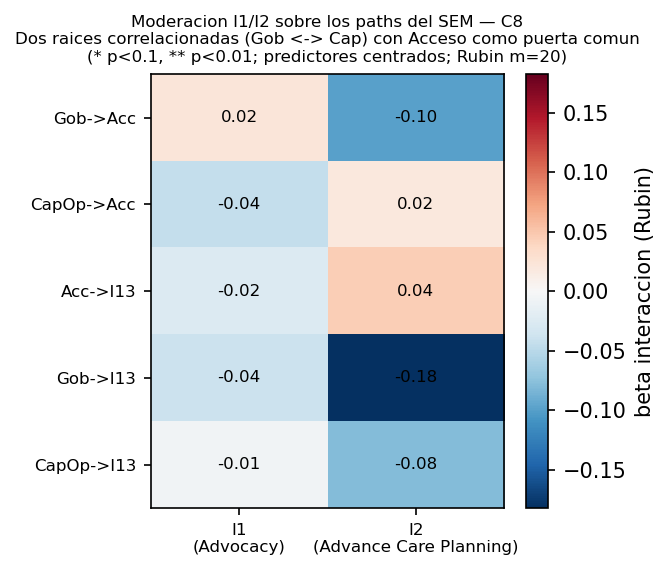 Moderacion I1/I2 sobre los paths del SEM — C8
Dos raices correlacionadas (Gob <-> Cap) con Acceso como puerta comun
(* p<0.1, ** p<0.01; predictores centrados; Rubin m=20)
Gob->Acc
0.02
-0.10
CapOp->Acc
-0.04
0.02
Acc->I13
-0.02
0.04
Gob->I13
-0.04
-0.18
CapOp->I13
-0.01
-0.08
I1
(Advocacy)
I2
(Advance Care Planning)
0.15
0.10
0.05
0.00
−0.05
−0.10
−0.15
beta interaccion (Rubin)